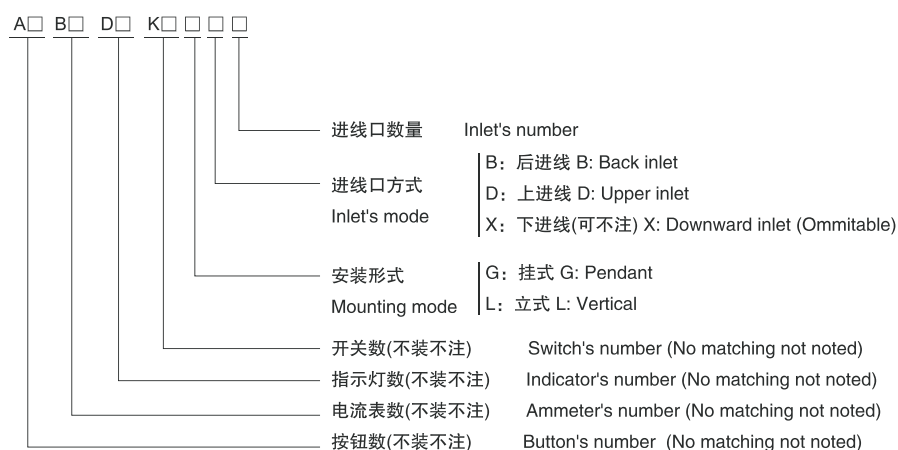 A□ B□ D□ K□ □ □ □
进线口数量 Inlet's number
B：后进线 B: Back inlet
进线口方式
D：上进线 D: Upper inlet
Inlet's mode
X：下进线(可不注) X: Downward inlet (Ommitable)
安装形式
G：挂式 G: Pendant
Mounting mode
L：立式 L: Vertical
开关数(不装不注) Switch's number (No matching not noted)
指示灯数(不装不注) Indicator's number (No matching not noted)
电流表数(不装不注) Ammeter's number (No matching not noted)
按钮数(不装不注) Button's number (No matching not noted)